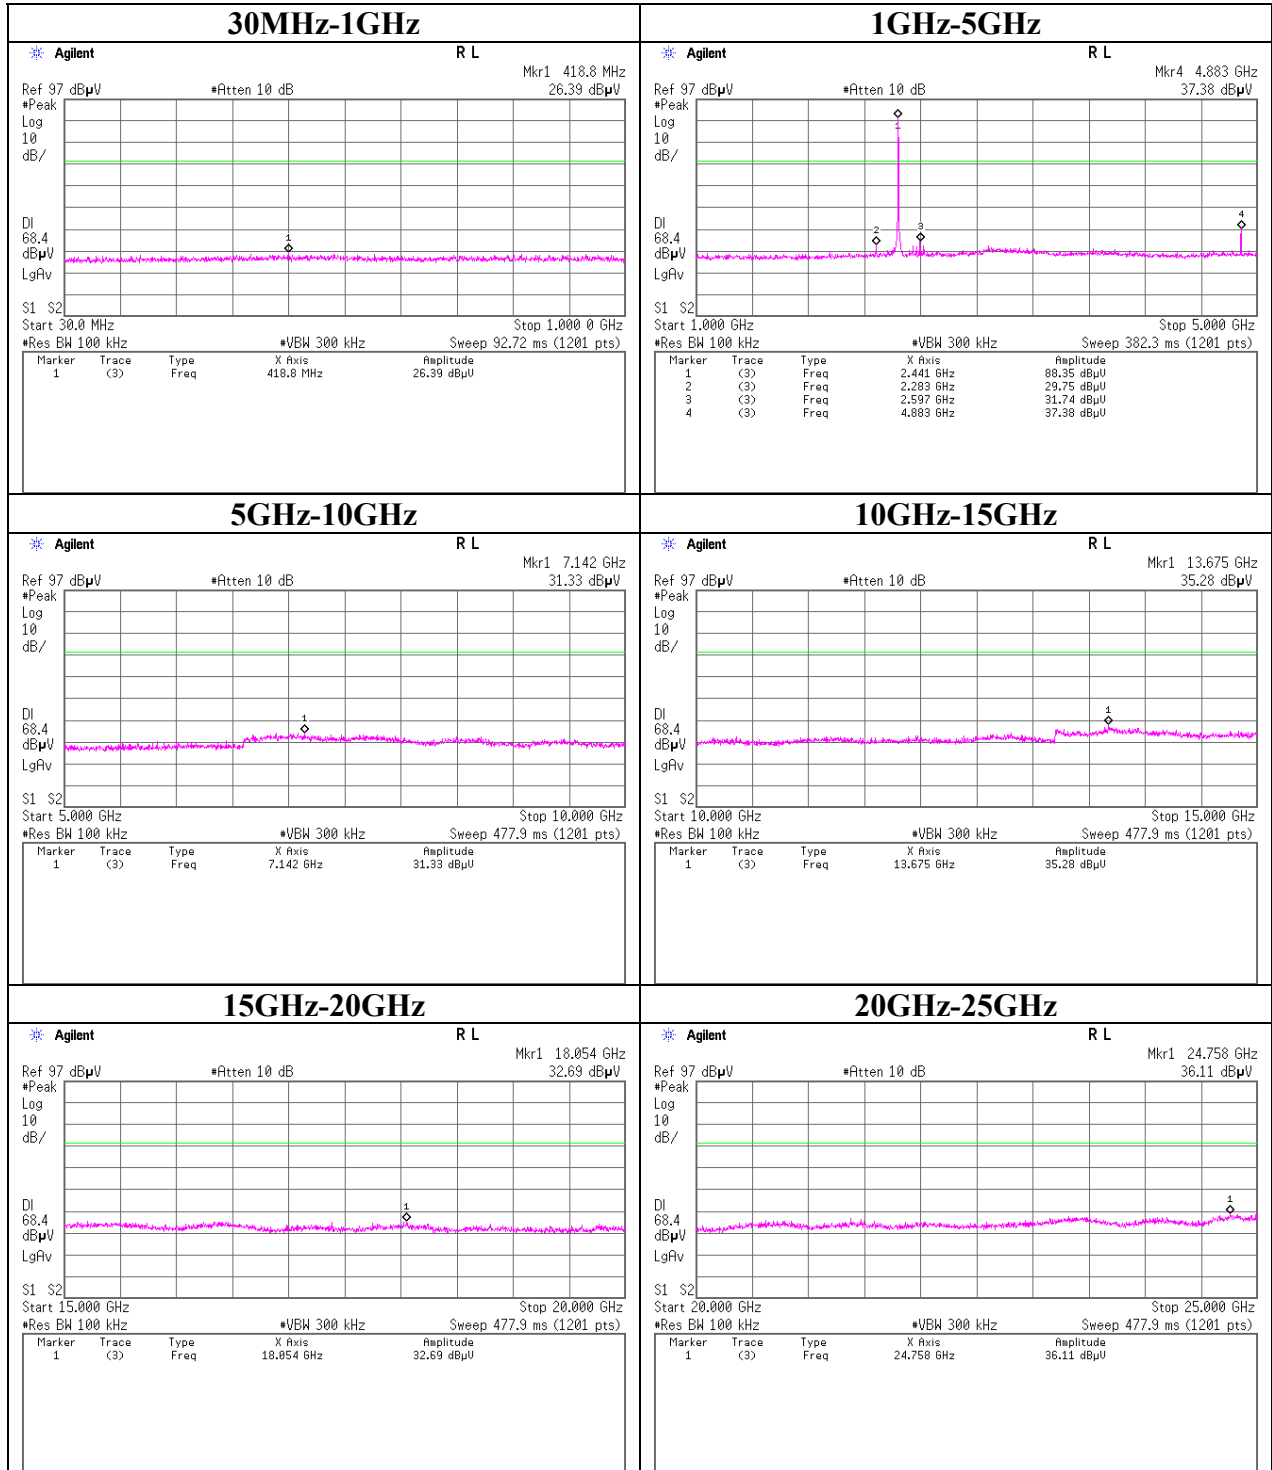 30MHz-1GHz
Agilent R L
Mkr1 418.8 MHz
Ref 97 dBµV #Atten 10 dB 26.39 dBµV
#Peak
Log
10
dB/
1
DI
68.4
dBµV
LgAv
S1 S2
Start 30.0 MHz Stop 1.000 0 GHz
#Res BW 100 kHz #VBW 300 kHz Sweep 92.72 ms (1201 pts)
Marker Trace Type X Axis Amplitude
1 (3) Freq 418.8 MHz 26.39 dBµV
1GHz-5GHz
Agilent R L
Mkr4 4.883 GHz
Ref 97 dBµV #Atten 10 dB 37.38 dBµV
#Peak
Log
10
dB/
1
2 3 4
DI
68.4
dBµV
LgAv
S1 S2
Start 1.000 GHz Stop 5.000 GHz
#Res BW 100 kHz #VBW 300 kHz Sweep 382.3 ms (1201 pts)
Marker Trace Type X Axis Amplitude
1 (3) Freq 2.441 GHz 88.35 dBµV
2 (3) Freq 2.283 GHz 29.75 dBµV
3 (3) Freq 2.597 GHz 31.74 dBµV
4 (3) Freq 4.883 GHz 37.38 dBµV
5GHz-10GHz
Agilent R L
Mkr1 7.142 GHz
Ref 97 dBµV #Atten 10 dB 31.33 dBµV
#Peak
Log
10
dB/
1
DI
68.4
dBµV
LgAv
S1 S2
Start 5.000 GHz Stop 10.000 GHz
#Res BW 100 kHz #VBW 300 kHz Sweep 477.9 ms (1201 pts)
Marker Trace Type X Axis Amplitude
1 (3) Freq 7.142 GHz 31.33 dBµV
10GHz-15GHz
Agilent R L
Mkr1 13.675 GHz
Ref 97 dBµV #Atten 10 dB 35.28 dBµV
#Peak
Log
10
dB/
1
DI
68.4
dBµV
LgAv
S1 S2
Start 10.000 GHz Stop 15.000 GHz
#Res BW 100 kHz #VBW 300 kHz Sweep 477.9 ms (1201 pts)
Marker Trace Type X Axis Amplitude
1 (3) Freq 13.675 GHz 35.28 dBµV
15GHz-20GHz
Agilent R L
Mkr1 18.054 GHz
Ref 97 dBµV #Atten 10 dB 32.69 dBµV
#Peak
Log
10
dB/
1
DI
68.4
dBµV
LgAv
S1 S2
Start 15.000 GHz Stop 20.000 GHz
#Res BW 100 kHz #VBW 300 kHz Sweep 477.9 ms (1201 pts)
Marker Trace Type X Axis Amplitude
1 (3) Freq 18.054 GHz 32.69 dBµV
20GHz-25GHz
Agilent R L
Mkr1 24.758 GHz
Ref 97 dBµV #Atten 10 dB 36.11 dBµV
#Peak
Log
10
dB/
1
DI
68.4
dBµV
LgAv
S1 S2
Start 20.000 GHz Stop 25.000 GHz
#Res BW 100 kHz #VBW 300 kHz Sweep 477.9 ms (1201 pts)
Marker Trace Type X Axis Amplitude
1 (3) Freq 24.758 GHz 36.11 dBµV